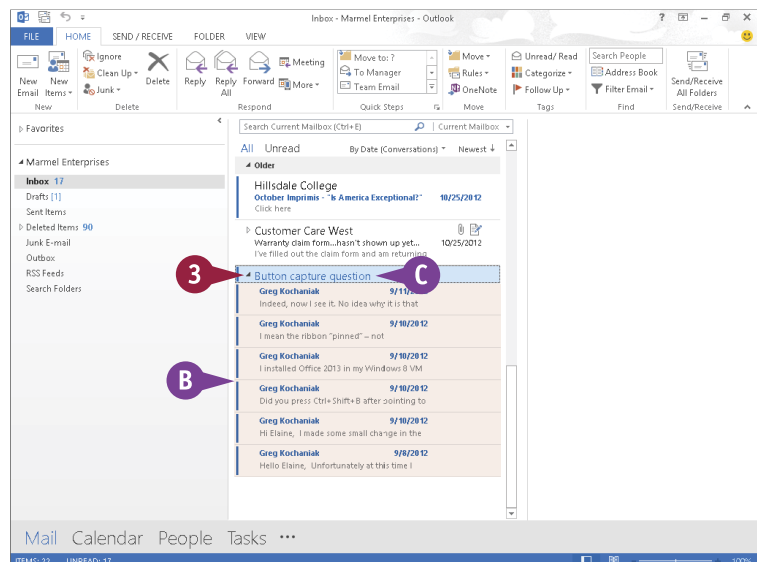 Inbox - Marmel Enterprises - Outlook
FILE HOME SEND / RECEIVE FOLDER VIEW
New Email
New Items
Ignore
Clean Up
Junk
Delete
Reply
Reply All
Forward
Meeting
More
Move to: ?
To Manager
Team Email
Move
Rules
OneNote
Unread/ Read
Categorize
Follow Up
Search People
Address Book
Filter Email
Send/Receive All Folders
New Delete Respond Quick Steps Move Tags Find Send/Receive
Favorites
Marmel Enterprises
Inbox 17
Drafts [1]
Sent Items
Deleted Items 90
Junk E-mail
Outbox
RSS Feeds
Search Folders
Search Current Mailbox (Ctrl+E) Current Mailbox
All Unread By Date (Conversations) Newest ↓
Older
Hillsdale College
October Imprimis - "Is America Exceptional?" 10/25/2012
Click here
Customer Care West
Warranty claim form...hasn't shown up yet... 10/25/2012
I've filled out the claim form and am returning
3 Button capture question C
Greg Kochaniak 9/11/
Indeed, now I see it. No idea why it is that
Greg Kochaniak 9/10/2012
I mean the ribbon "pinned" – not
Greg Kochaniak 9/10/2012
I installed Office 2013 in my Windows 8 VM
B
Greg Kochaniak 9/10/2012
Did you press Ctrl+Shift+B after pointing to
Greg Kochaniak 9/10/2012
Hi Elaine, I made some small change in the
Greg Kochaniak 9/8/2012
Hello Elaine, Unfortunately at this time I
Mail Calendar People Tasks •••
ITEMS: 22 UNREAD: 17 100%